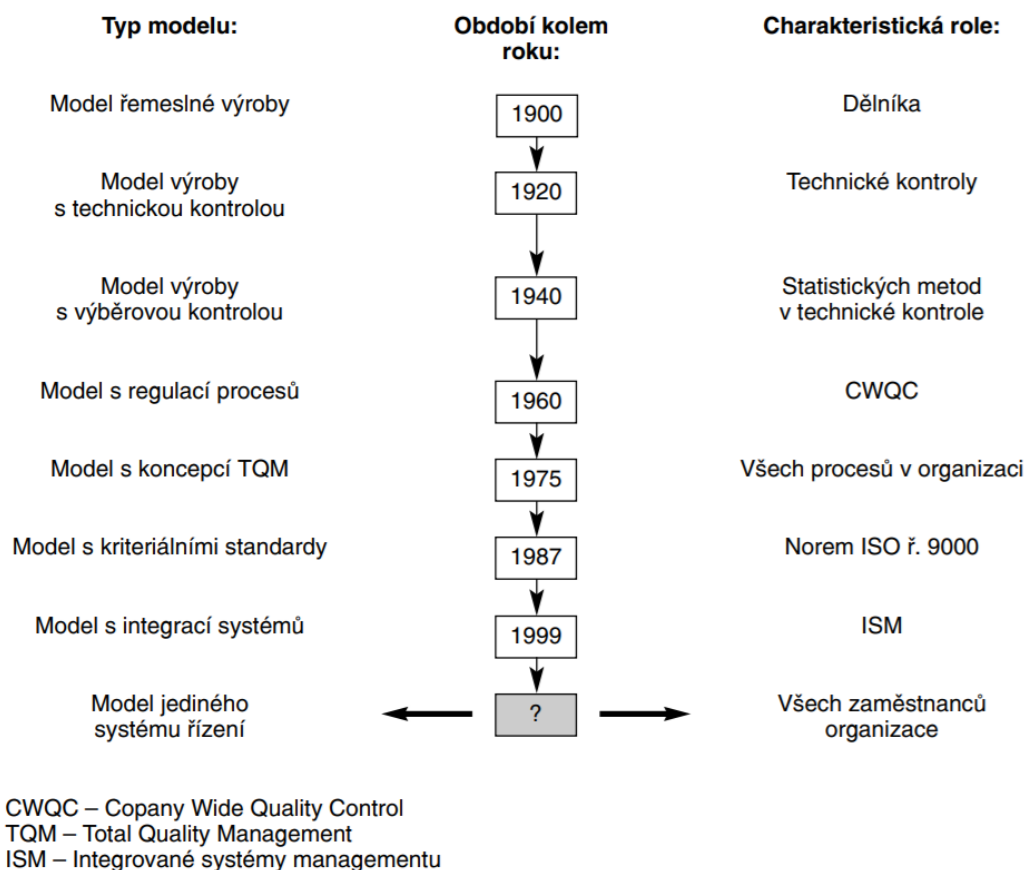 Typ modelu:
Období kolem
roku:
Charakteristická role:
Model řemeslné výroby
1900
Dělníka
Model výroby
s technickou kontrolou
1920
Technické kontroly
Model výroby
s výběrovou kontrolou
1940
Statistických metod
v technické kontrole
Model s regulací procesů
1960
CWQC
Model s koncepcí TQM
1975
Všech procesů v organizaci
Model s kriteriálními standardy
1987
Norem ISO ř. 9000
Model s integrací systémů
1999
ISM
Model jediného
systému řízení
?
Všech zaměstnanců
organizace
CWQC – Copany Wide Quality Control
TQM – Total Quality Management
ISM – Integrované systémy managementu